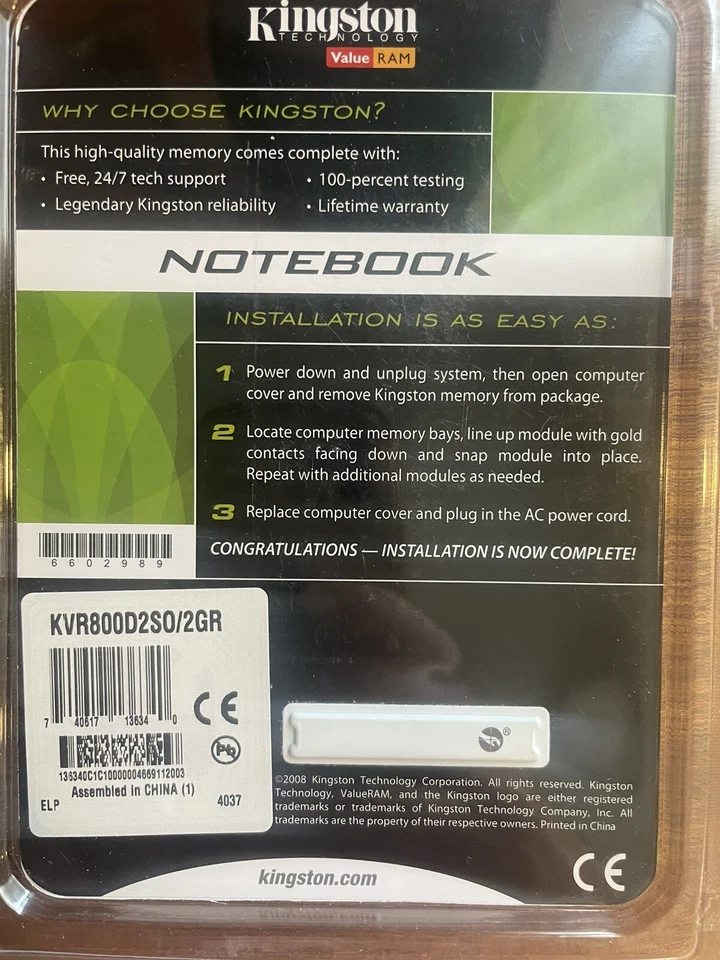 Kingston
TECHNOLOGY
Value RAM
WHY CHOOSE KINGSTON?
This high-quality memory comes complete with:
• Free, 24/7 tech support
• 100-percent testing
• Legendary Kingston reliability
• Lifetime warranty
NOTEBOOK
INSTALLATION IS AS EASY AS:
1 Power down and unplug system, then open computer
cover and remove Kingston memory from package.
2 Locate computer memory bays, line up module with gold
contacts facing down and snap module into place.
Repeat with additional modules as needed.
3 Replace computer cover and plug in the AC power cord.
CONGRATULATIONS — INSTALLATION IS NOW COMPLETE!
6602989
KVR800D2SO/2GR
7 40617 13634 0
CE
Pb
136340C1C10000004669112003
Assembled in CHINA (1)
ELP 4037
®
©2008 Kingston Technology Corporation. All rights reserved. Kingston
Technology, ValueRAM, and the Kingston logo are either registered
trademarks or trademarks of Kingston Technology Company, Inc. All
trademarks are the property of their respective owners. Printed in China
kingston.com
CE